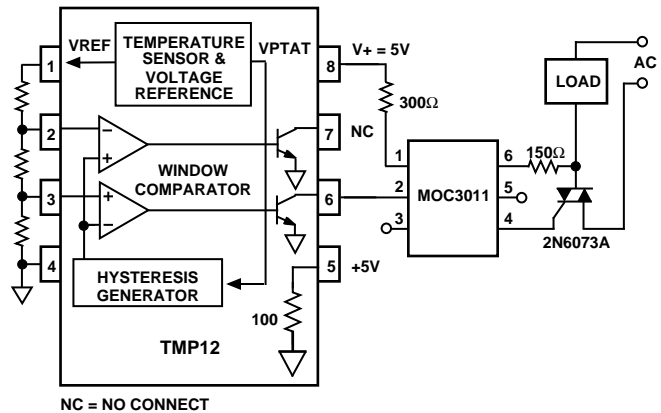 VREF
TEMPERATURE
SENSOR &
VOLTAGE
REFERENCE
VPTAT
V+ = 5V
1
8
300Ω
LOAD
AC
2
–
+
7
NC
WINDOW
COMPARATOR
1
6
150Ω
MOC3011
3
+
–
6
2
5
3
4
2N6073A
4
HYSTERESIS
GENERATOR
5
+5V
100
TMP12
NC = NO CONNECT